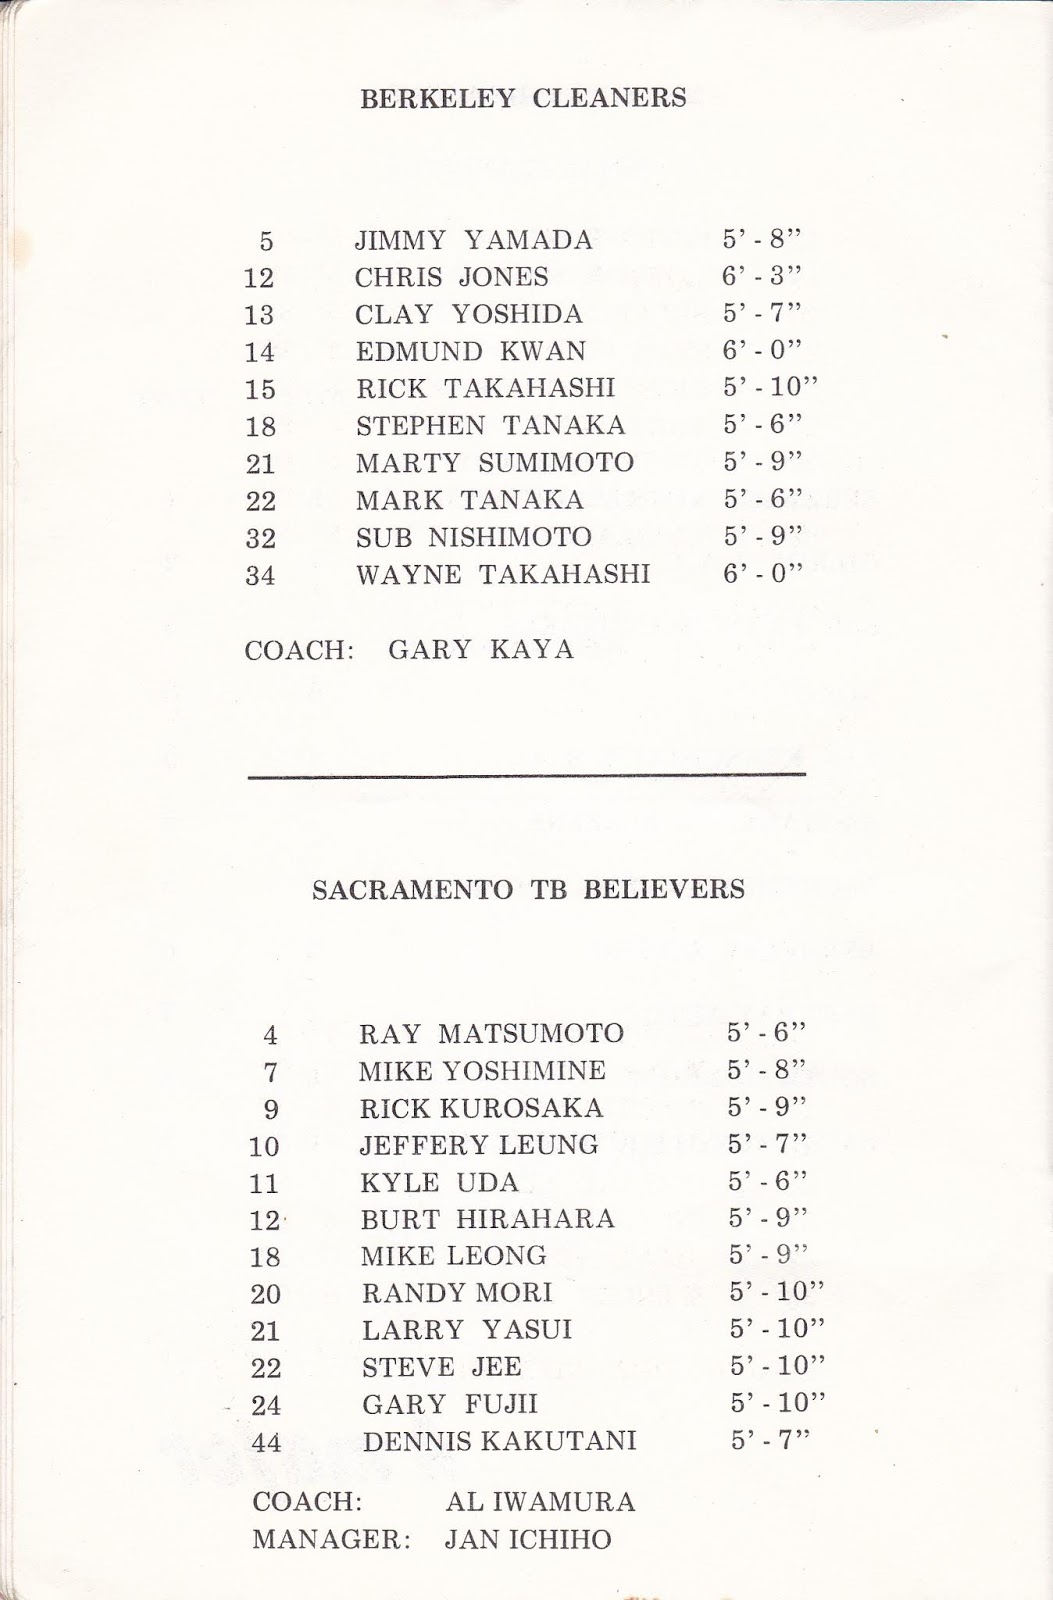 BERKELEY CLEANERS
5 JIMMY YAMADA 5' - 8"
12 CHRIS JONES 6' - 3"
13 CLAY YOSHIDA 5' - 7"
14 EDMUND KWAN 6' - 0"
15 RICK TAKAHASHI 5' - 10"
18 STEPHEN TANAKA 5' - 6"
21 MARTY SUMIMOTO 5' - 9"
22 MARK TANAKA 5' - 6"
32 SUB NISHIMOTO 5' - 9"
34 WAYNE TAKAHASHI 6' - 0"
COACH: GARY KAYA
SACRAMENTO TB BELIEVERS
4 RAY MATSUMOTO 5' - 6"
7 MIKE YOSHIMINE 5' - 8"
9 RICK KUROSAKA 5' - 9"
10 JEFFERY LEUNG 5' - 7"
11 KYLE UDA 5' - 6"
12 BURT HIRAHARA 5' - 9"
18 MIKE LEONG 5' - 9"
20 RANDY MORI 5' - 10"
21 LARRY YASUI 5' - 10"
22 STEVE JEE 5' - 10"
24 GARY FUJII 5' - 10"
44 DENNIS KAKUTANI 5' - 7"
COACH: AL IWAMURA
MANAGER: JAN ICHIHO